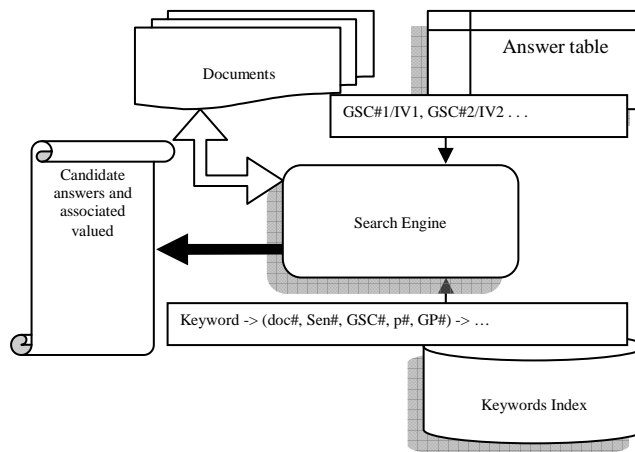 Documents
Answer table
GSC#1/IV1, GSC#2/IV2 . . .
Candidate
answers and
associated
valued
Search Engine
Keyword -> (doc#, Sen#, GSC#, p#, GP#) -> …
Keywords Index